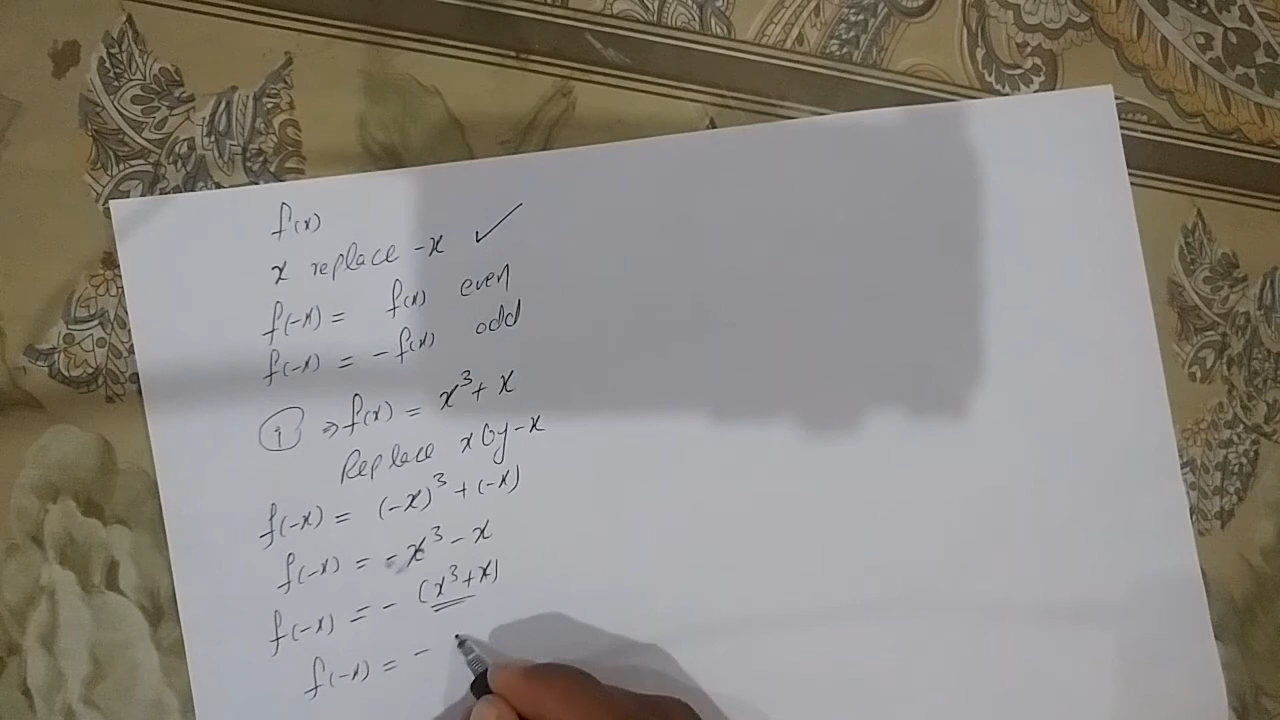 f(x)
x replace -x ✓
f(-x) = f(x) even
f(-x) = -f(x) odd
① ⇒ f(x) = x³ + x
Replace x by -x
f(-x) = (-x)³ + (-x)
f(-x) = -x³ - x
f(-x) = - (x³ + x)
f(-x) = -